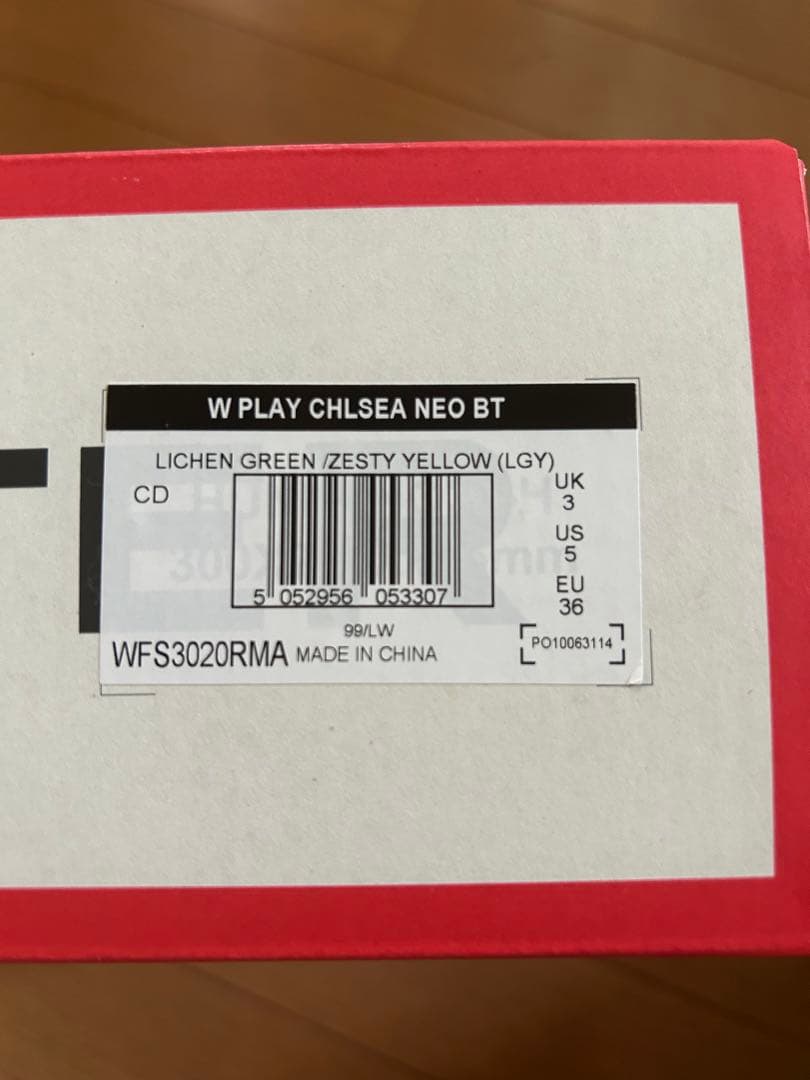 W PLAY CHLSEA NEO BT
LICHEN GREEN /ZESTY YELLOW (LGY)
CD
UK
3
US
5
EU
36
5 052956 053307
99/LW
WFS3020RMA MADE IN CHINA
PO10063114